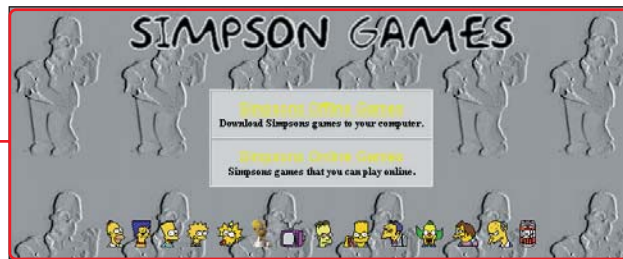 SIMPSON GAMES
Simpsons Offline Games
Download Simpsons games to your computer.
Simpsons Online Games
Simpsons games that you can play online.